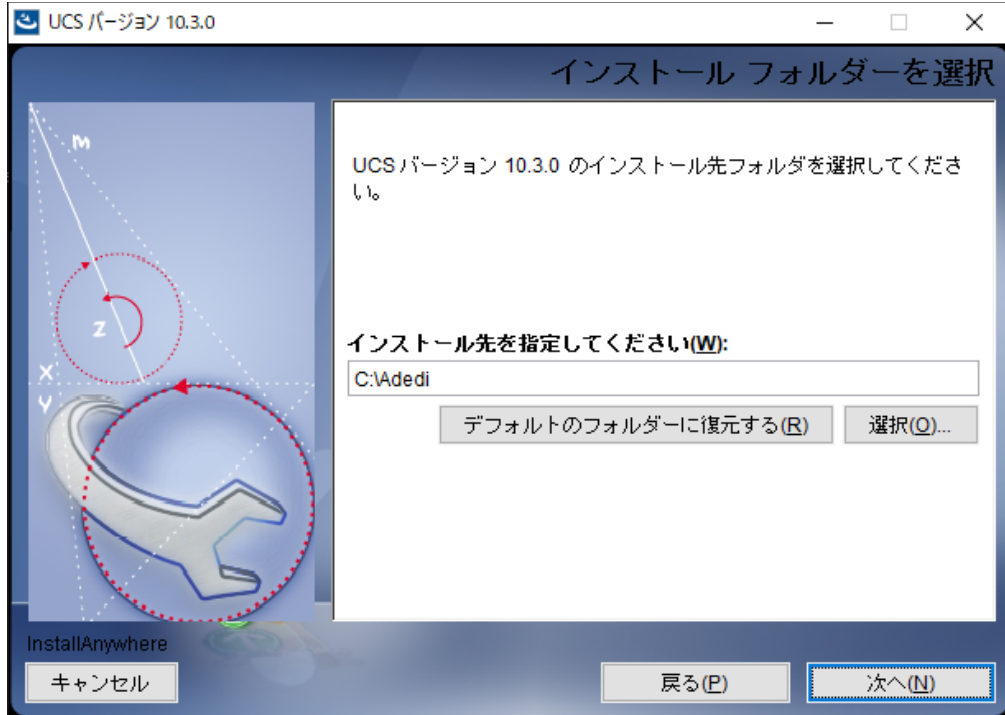 UCS バージョン 10.3.0
インストール フォルダーを選択
m
z
x
y
UCS バージョン 10.3.0 のインストール先フォルダを選択してくださ
い。
インストール先を指定してください(W):
C:\Adedi
デフォルトのフォルダーに復元する(R)
選択(O)...
InstallAnywhere
キャンセル
戻る(P)
次へ(N)